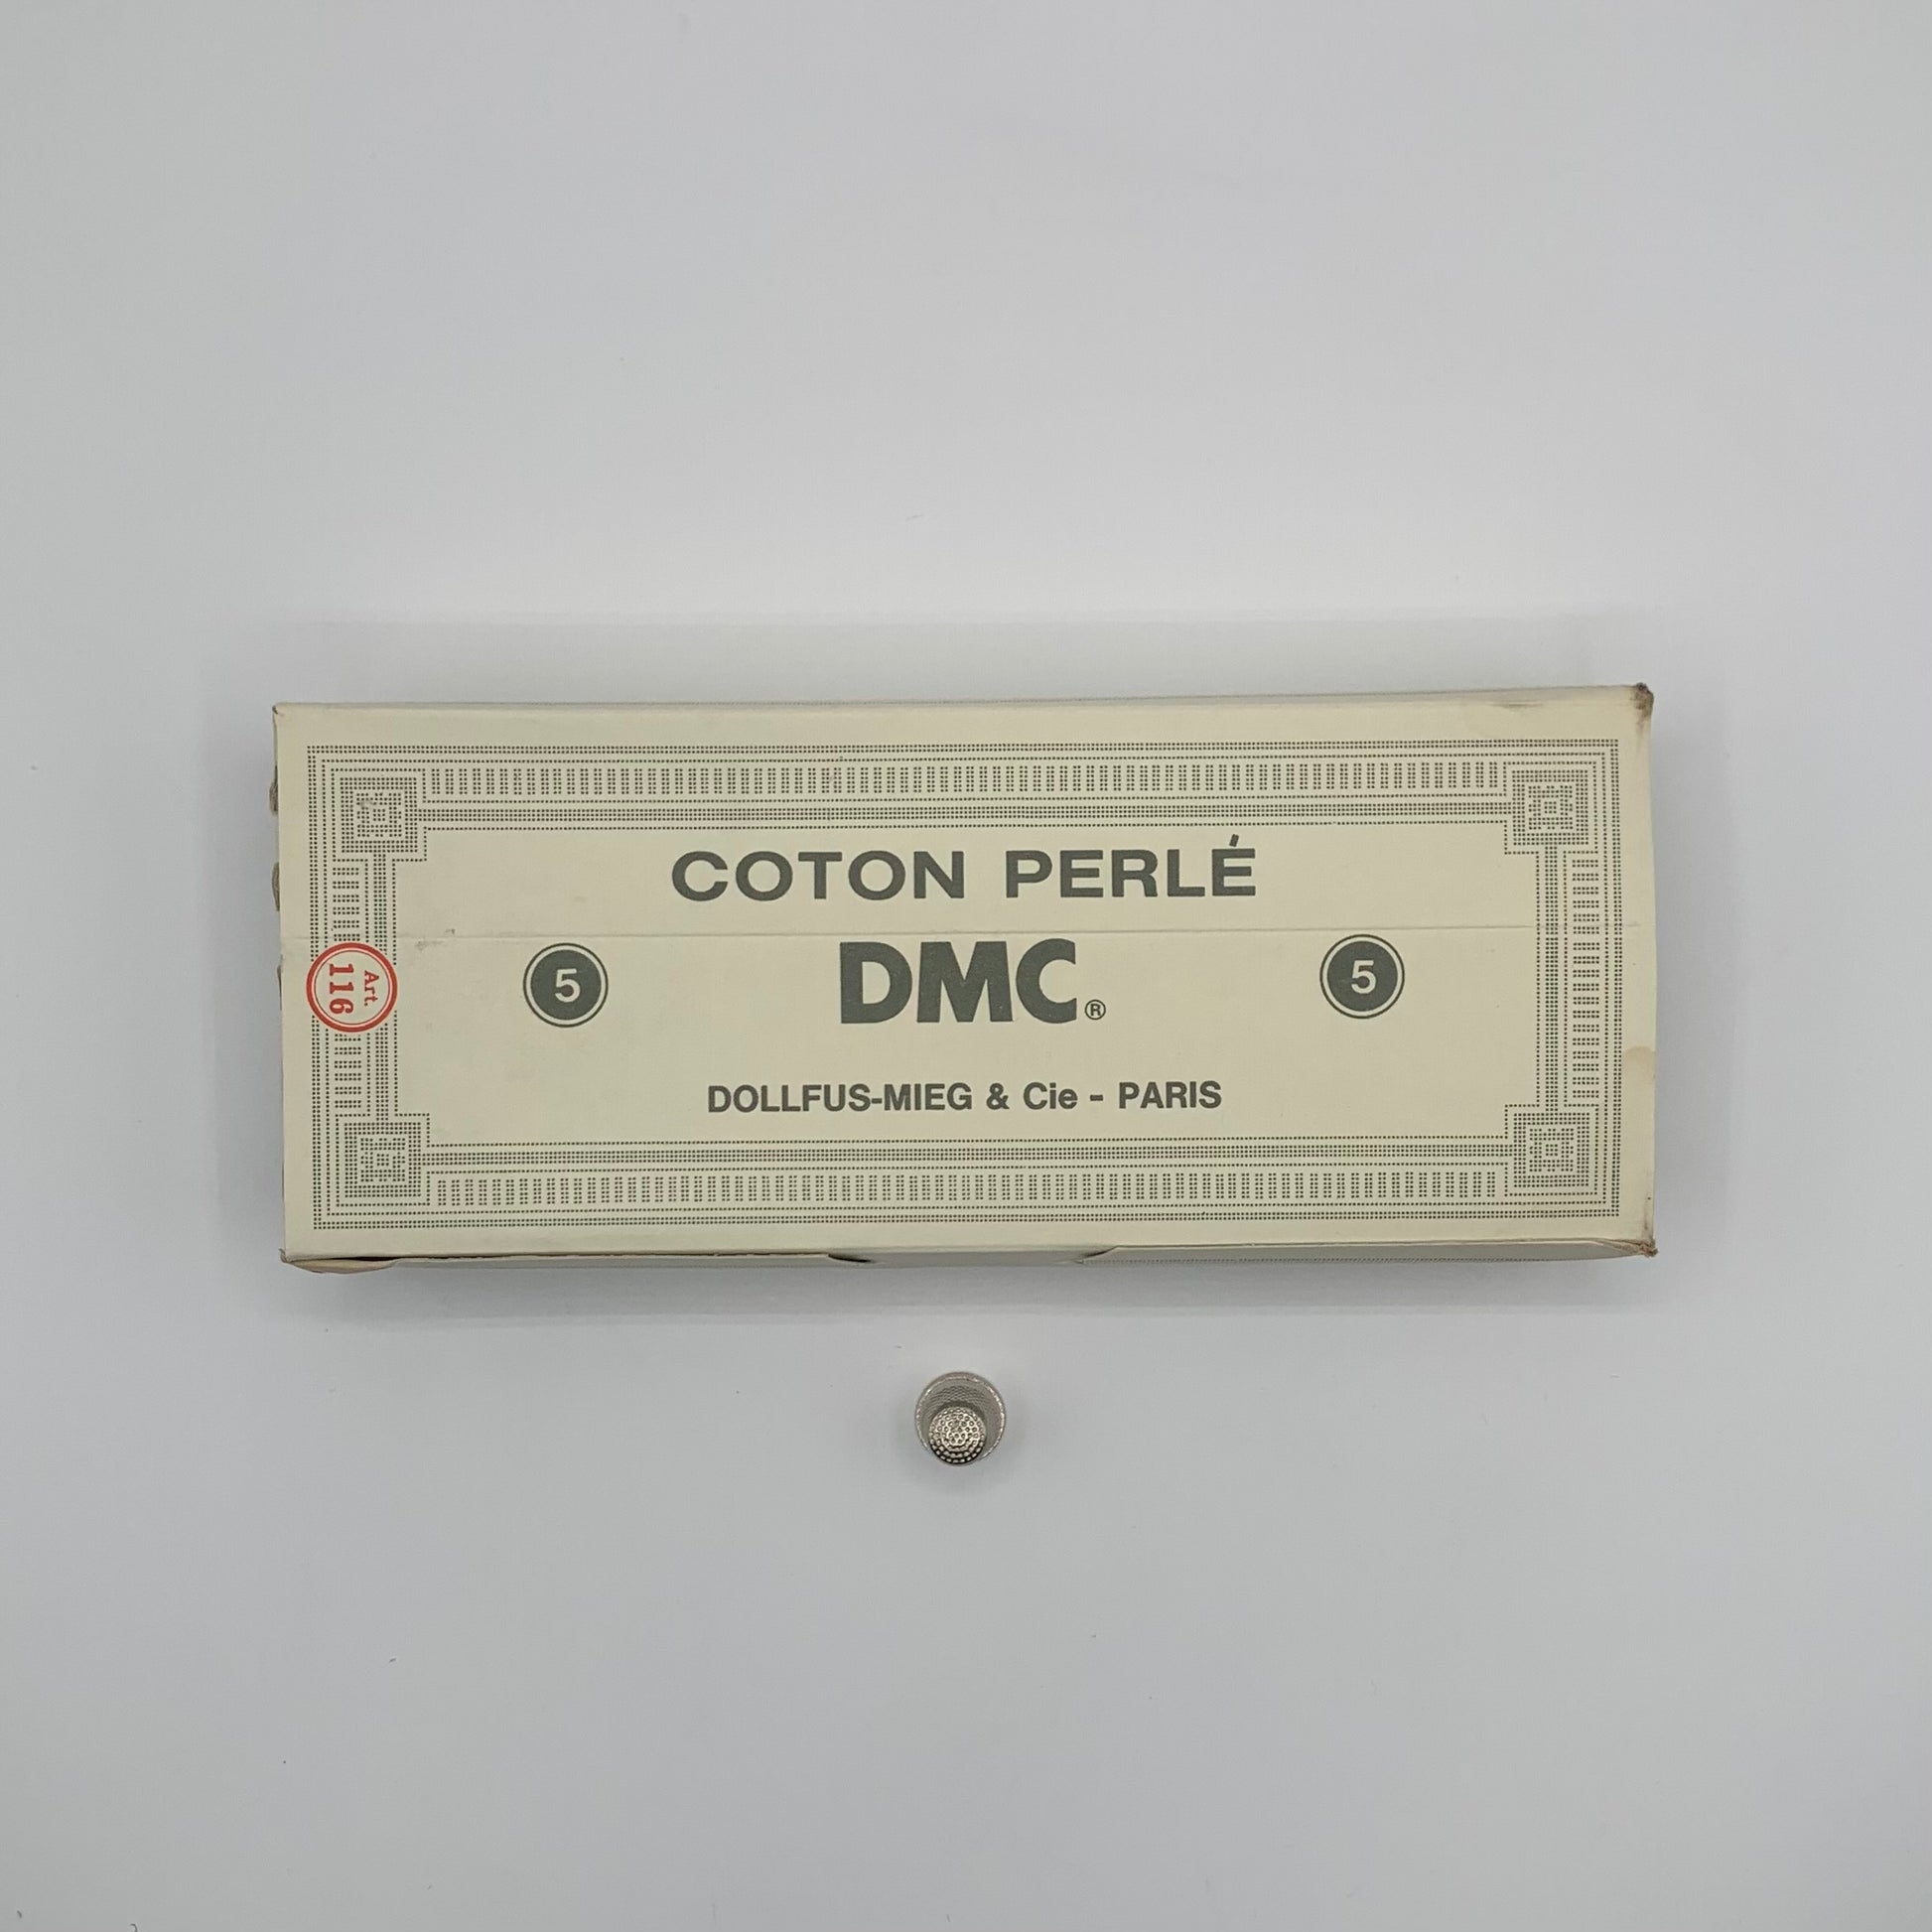 COTON PERLÉ
Art.
116
5
DMC®
5
DOLLFUS-MIEG & Cie - PARIS